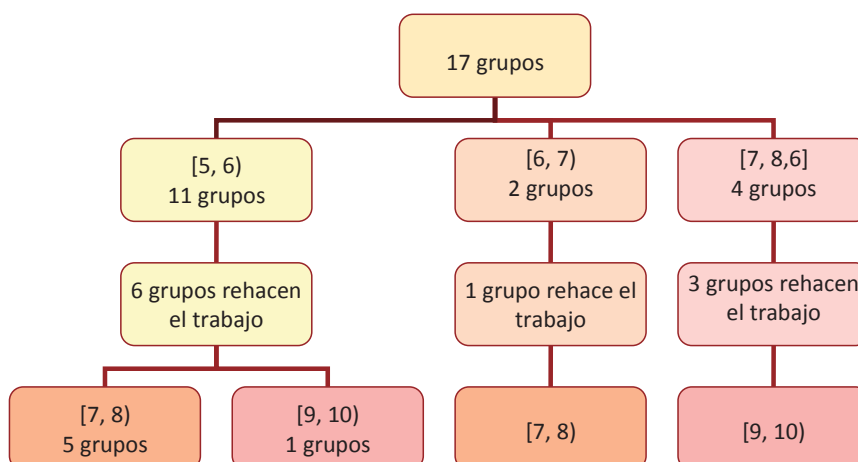 17 grupos
[5, 6)
11 grupos
[6, 7)
2 grupos
[7, 8,6]
4 grupos
6 grupos rehacen
el trabajo
1 grupo rehace el
trabajo
3 grupos rehacen
el trabajo
[7, 8)
5 grupos
[9, 10)
1 grupos
[7, 8)
[9, 10)